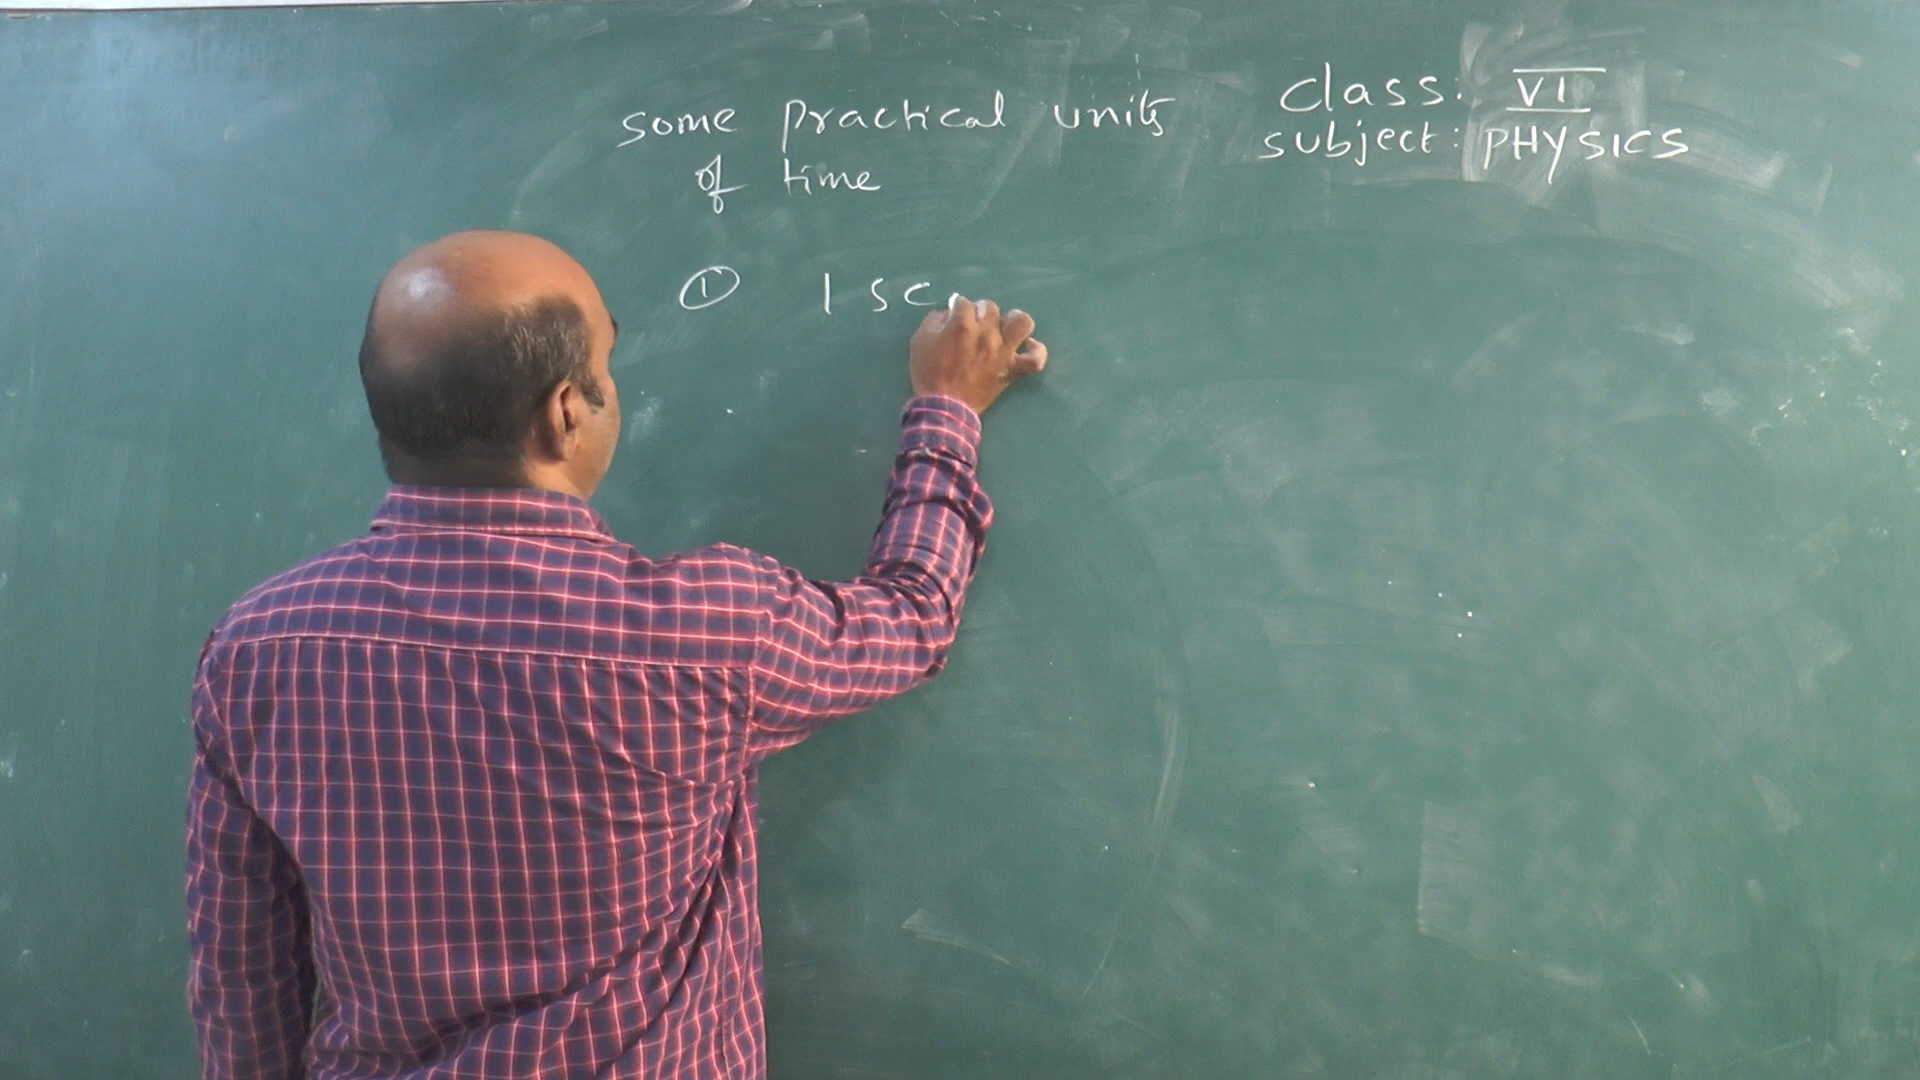 some practical units
of time
class: VI
subject: PHYSICS
① 1 sc